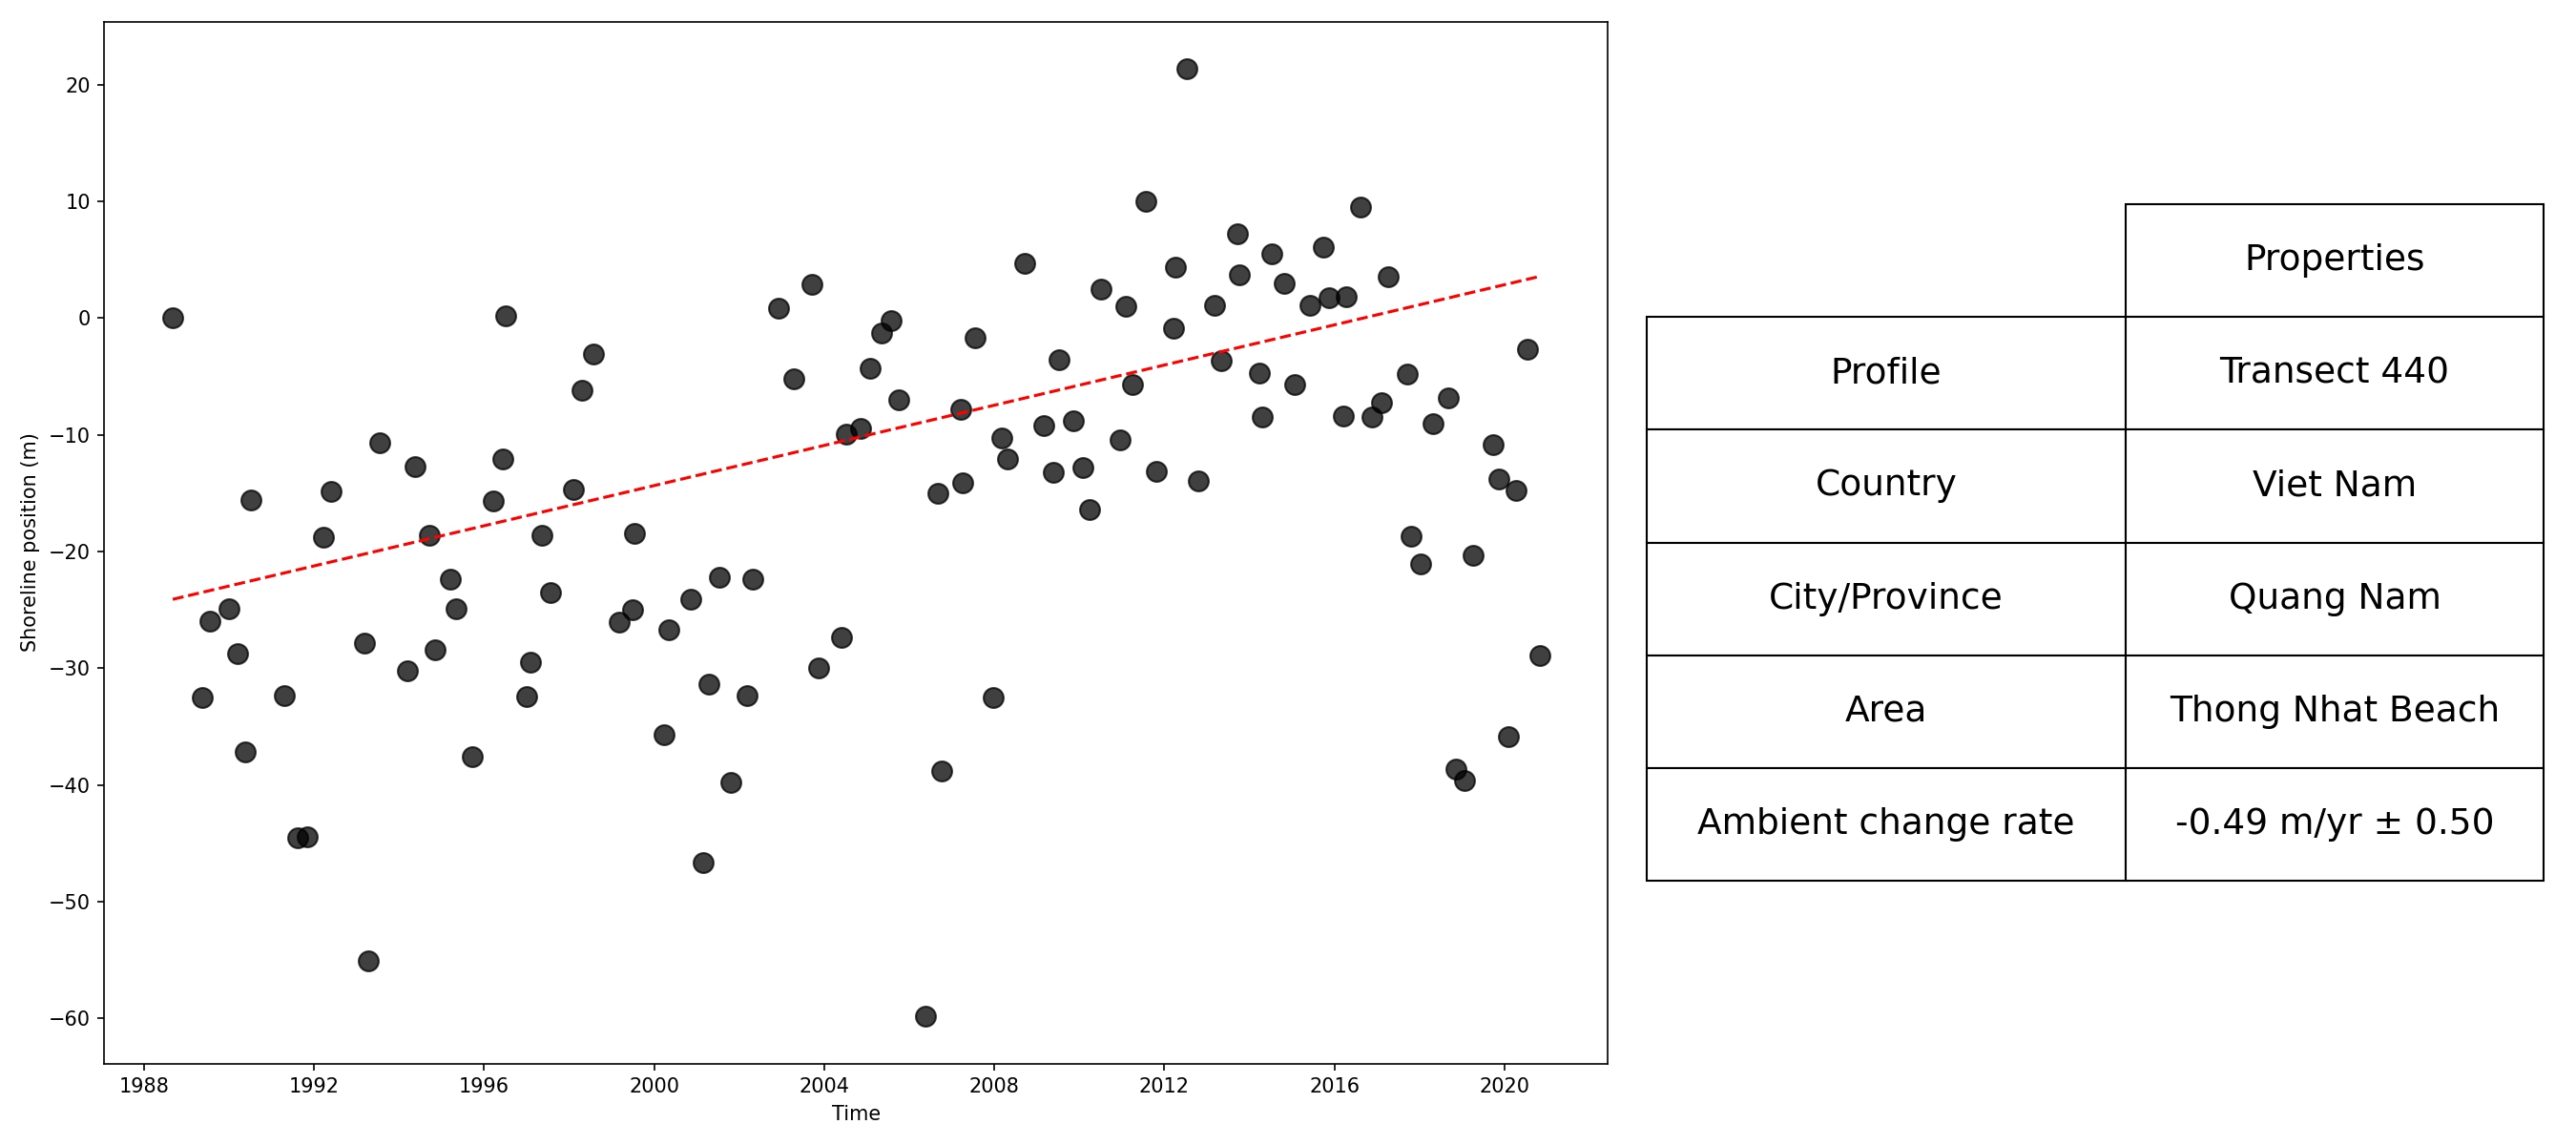 20
10
0
−10
−20
−30
−40
−50
−60
Shoreline position (m)
1988 1992 1996 2000 2004 2008 2012 2016 2020
Time
Properties
Profile Transect 440
Country Viet Nam
City/Province Quang Nam
Area Thong Nhat Beach
Ambient change rate -0.49 m/yr ± 0.50